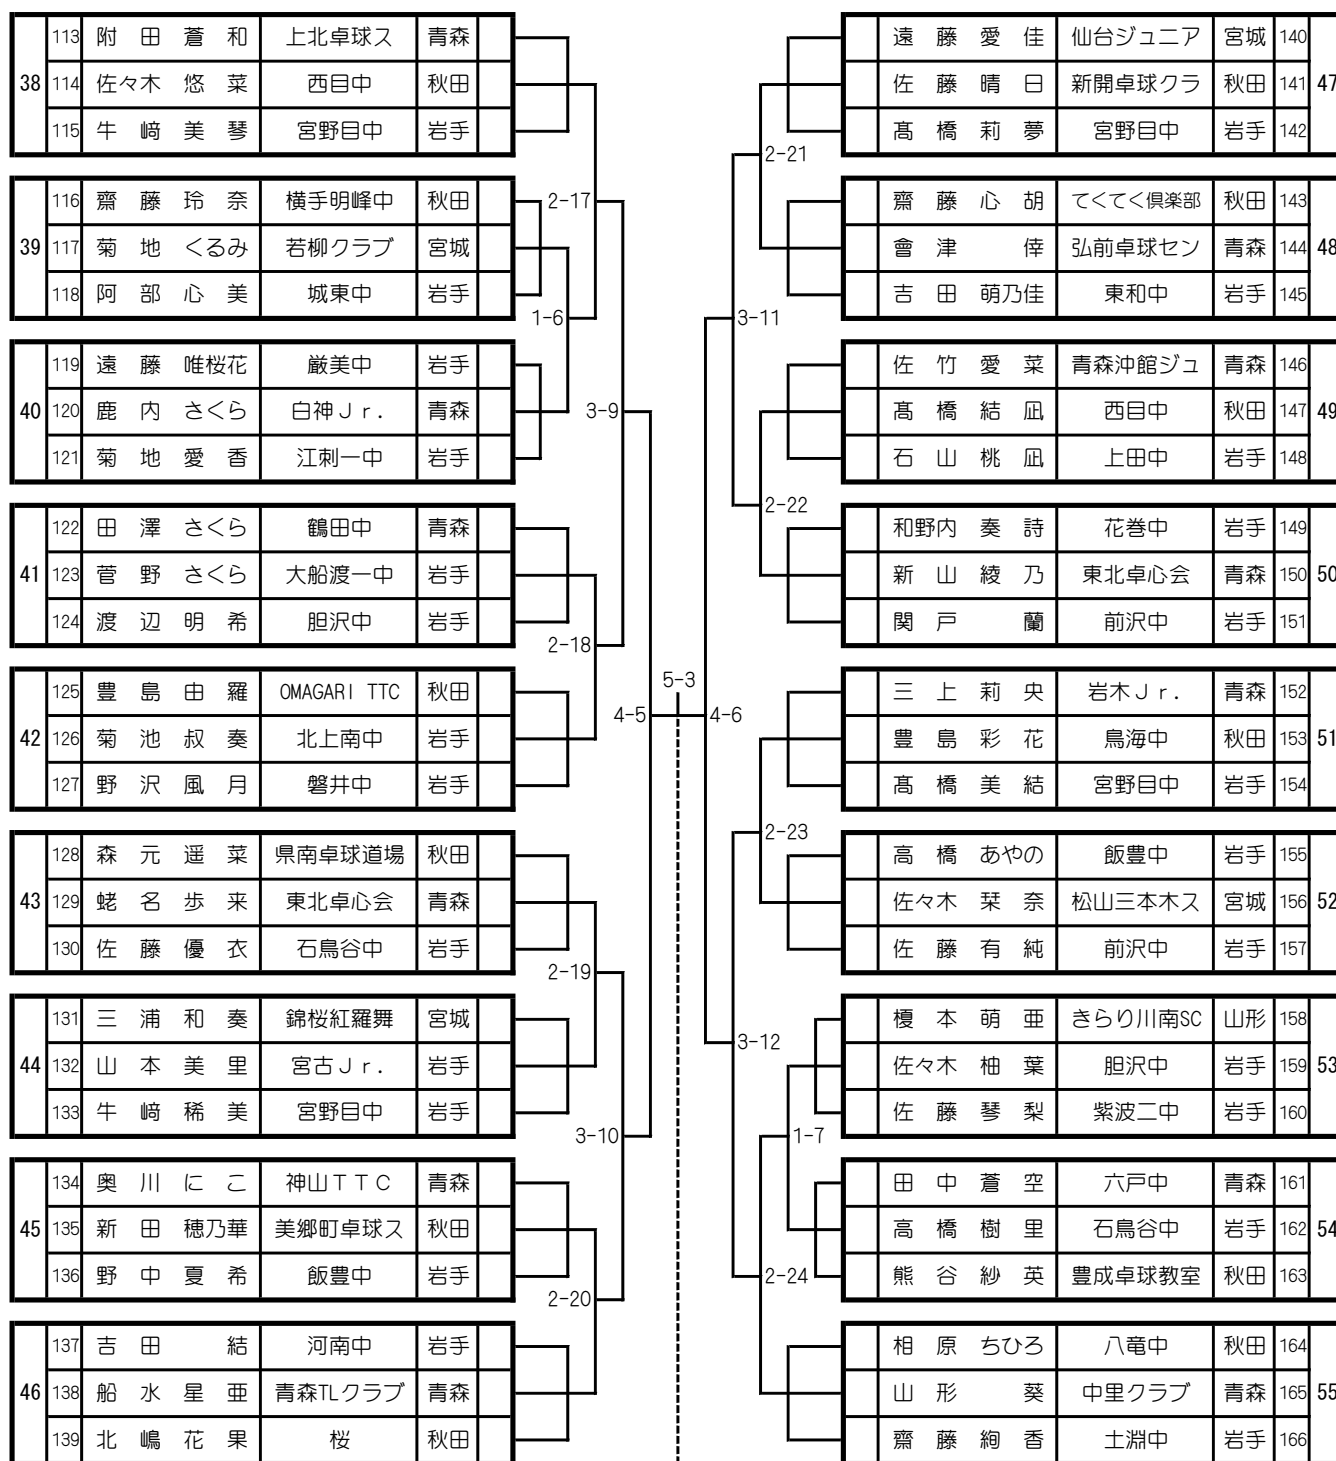 38
113 附田蒼和 上北卓球ス 青森
114 佐々木悠菜 西目中 秋田
115 牛﨑美琴 宮野目中 岩手
2-17
39
116 齋藤玲奈 横手明峰中 秋田
117 菊地くるみ 若柳クラブ 宮城
118 阿部心美 城東中 岩手
1-6
40
119 遠藤唯桜花 厳美中 岩手
120 鹿内さくら 白神Ｊｒ. 青森
121 菊地愛香 江刺一中 岩手
3-9
41
122 田澤さくら 鶴田中 青森
123 菅野さくら 大船渡一中 岩手
124 渡辺明希 胆沢中 岩手
2-18
42
125 豊島由羅 OMAGARI TTC 秋田
126 菊池叔奏 北上南中 岩手
127 野沢風月 磐井中 岩手
4-5
43
128 森元遥菜 県南卓球道場 秋田
129 蛯名歩来 東北卓心会 青森
130 佐藤優衣 石鳥谷中 岩手
2-19
44
131 三浦和奏 錦桜紅羅舞 宮城
132 山本美里 宮古Ｊｒ. 岩手
133 牛﨑稀美 宮野目中 岩手
3-10
45
134 奥川にこ 神山ＴＴＣ 青森
135 新田穂乃華 美郷町卓球ス 秋田
136 野中夏希 飯豊中 岩手
2-20
46
137 吉田結 河南中 岩手
138 船水星亜 青森TLクラブ 青森
139 北嶋花果 桜 秋田
5-3
遠藤愛佳 仙台ジュニア 宮城 140
佐藤晴日 新開卓球クラ 秋田 141
髙橋莉夢 宮野目中 岩手 142
47
2-21
齋藤心胡 てくてく倶楽部 秋田 143
會津倖 弘前卓球セン 青森 144
吉田萌乃佳 東和中 岩手 145
48
3-11
佐竹愛菜 青森沖館ジュ 青森 146
髙橋結凪 西目中 秋田 147
石山桃凪 上田中 岩手 148
49
2-22
和野内奏詩 花巻中 岩手 149
新山綾乃 東北卓心会 青森 150
関戸蘭 前沢中 岩手 151
50
4-6
三上莉央 岩木Ｊｒ. 青森 152
豊島彩花 鳥海中 秋田 153
髙橋美結 宮野目中 岩手 154
51
2-23
高橋あやの 飯豊中 岩手 155
佐々木栞奈 松山三本木ス 宮城 156
佐藤有純 前沢中 岩手 157
52
3-12
榎本萌亜 きらり川南SC 山形 158
佐々木柚葉 胆沢中 岩手 159
佐藤琴梨 紫波二中 岩手 160
53
1-7
田中蒼空 六戸中 青森 161
高橋樹里 石鳥谷中 岩手 162
熊谷紗英 豊成卓球教室 秋田 163
54
2-24
相原ちひろ 八竜中 秋田 164
山形葵 中里クラブ 青森 165
齋藤絢香 土淵中 岩手 166
55